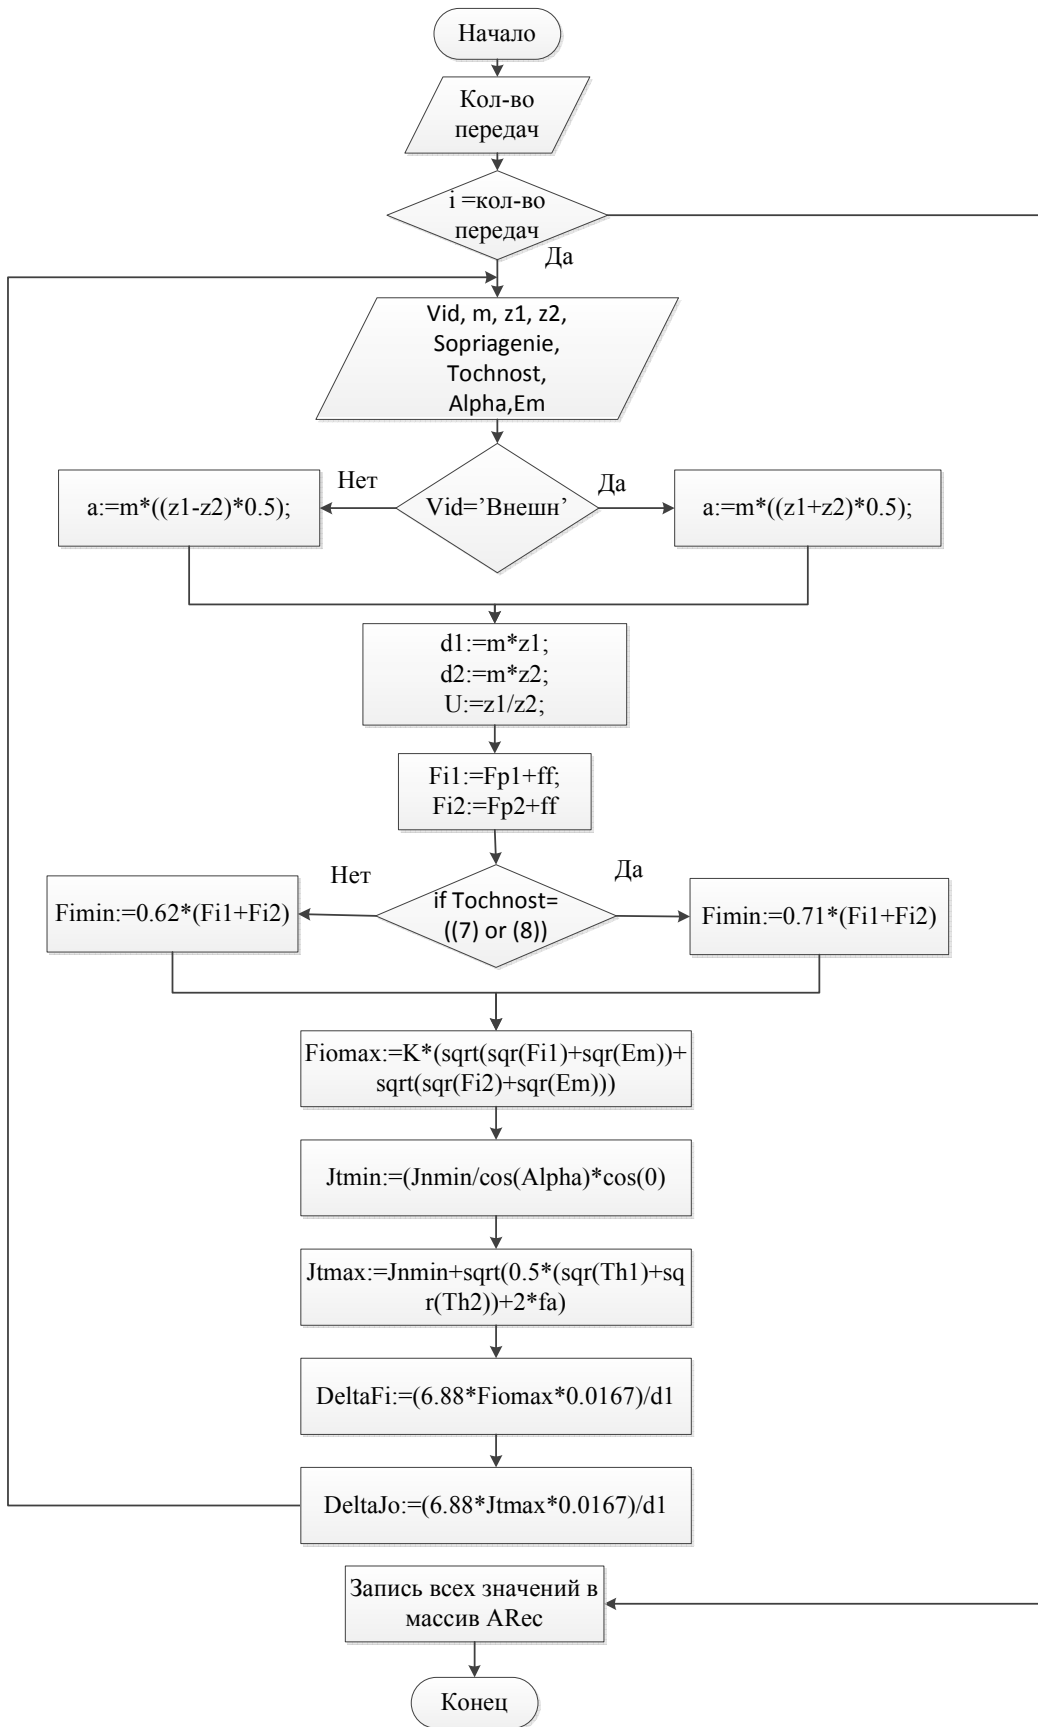 Начало
Кол-во
передач
i =кол-во
передач
Да
Vid, m, z1, z2,
Sopriagenie,
Tochnost,
Alpha,Em
Нет
Да
a:=m*((z1-z2)*0.5);
Vid='Внешн’
a:=m*((z1+z2)*0.5);
d1:=m*z1;
d2:=m*z2;
U:=z1/z2;
Fi1:=Fp1+ff;
Fi2:=Fp2+ff
Нет
Да
Fimin:=0.62*(Fi1+Fi2)
if Tochnost=
((7) or (8))
Fimin:=0.71*(Fi1+Fi2)
Fiomax:=K*(sqrt(sqr(Fi1)+sqr(Em))+
sqrt(sqr(Fi2)+sqr(Em)))
Jtmin:=(Jnmin/cos(Alpha)*cos(0)
Jtmax:=Jnmin+sqrt(0.5*(sqr(Th1)+sq
r(Th2))+2*fa)
DeltaFi:=(6.88*Fiomax*0.0167)/d1
DeltaJo:=(6.88*Jtmax*0.0167)/d1
Запись всех значений в
массив ARec
Конец